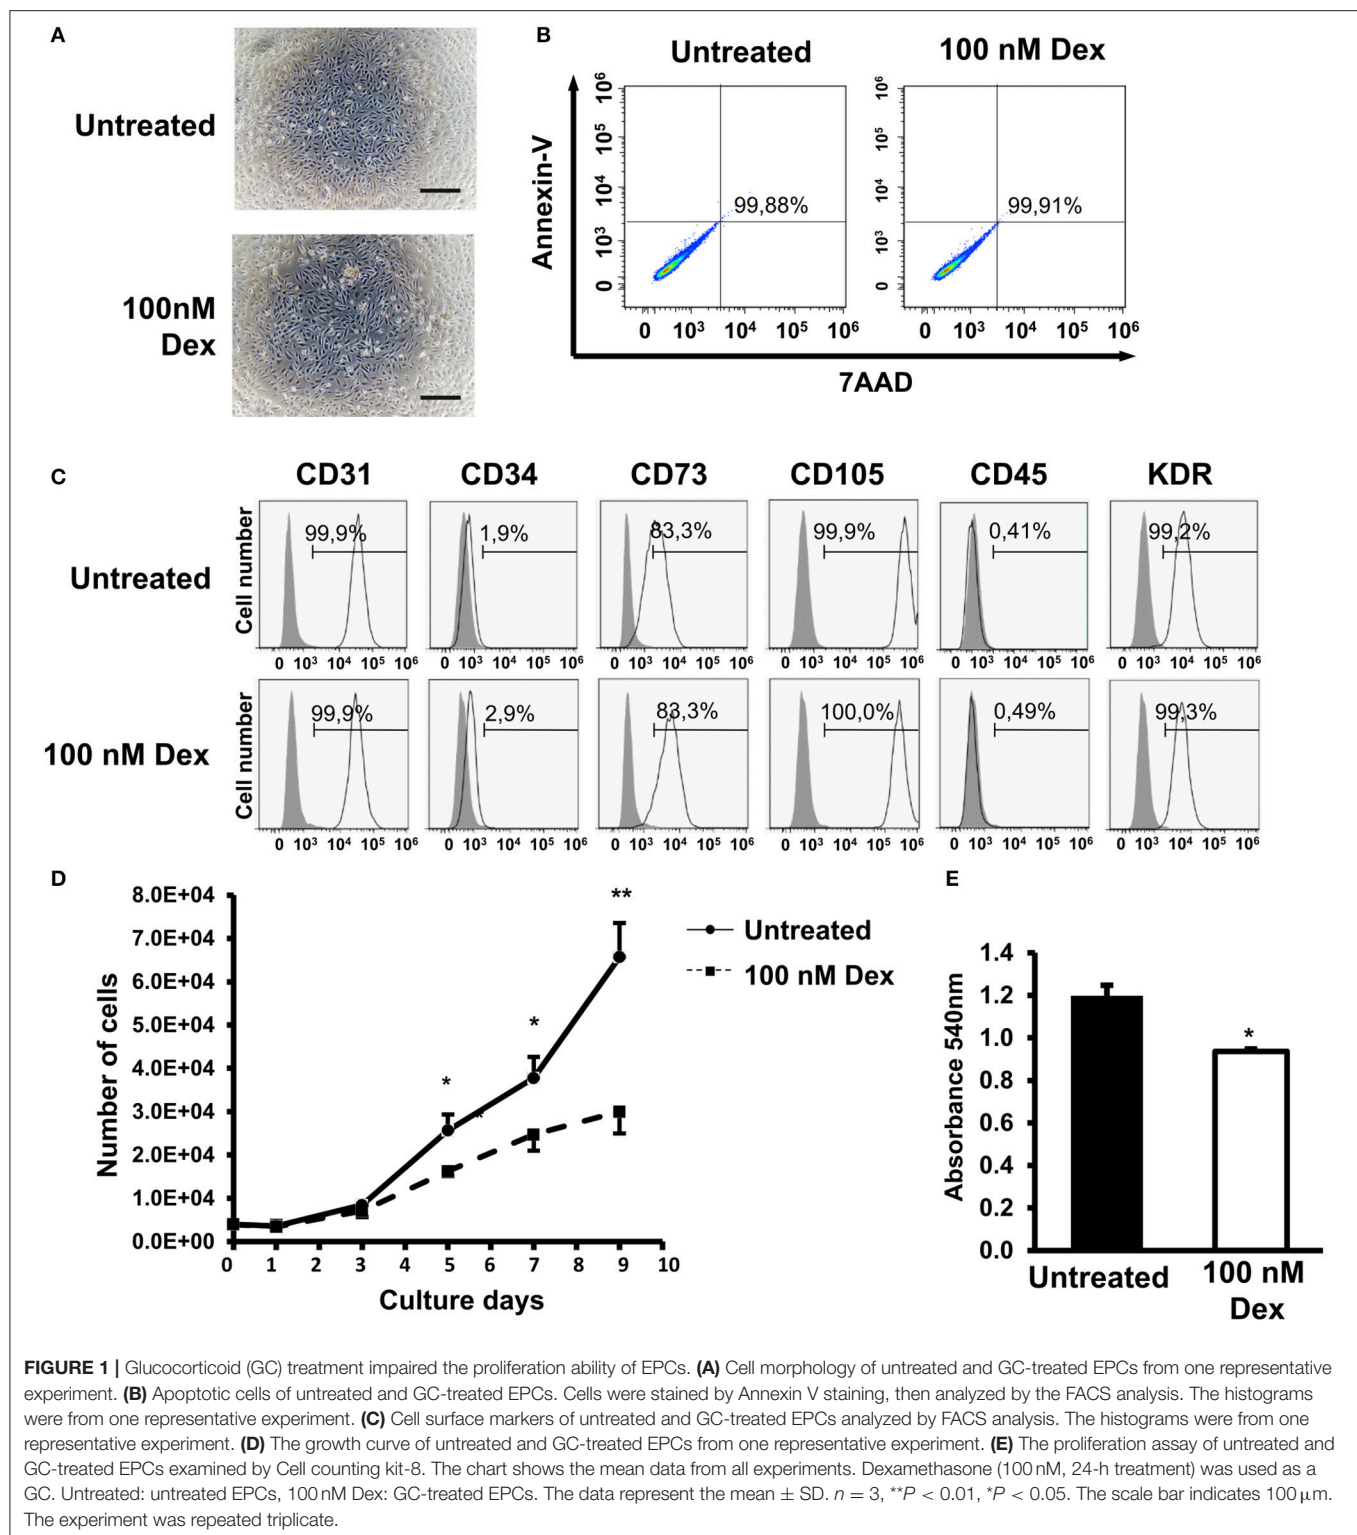 A
Untreated
100nM
Dex
B
Untreated
100 nM Dex
Annexin-V
10⁶
10⁵
10⁴
10³
0
99,88%
0 10³ 10⁴ 10⁵ 10⁶
10⁶
10⁵
10⁴
10³
0
99,91%
0 10³ 10⁴ 10⁵ 10⁶
7AAD
C
CD31 CD34 CD73 CD105 CD45 KDR
Untreated
Cell number
99,9% 1,9% 83,3% 99,9% 0,41% 99,2%
0 10³ 10⁴ 10⁵ 10⁶ 0 10³ 10⁴ 10⁵ 10⁶ 0 10³ 10⁴ 10⁵ 10⁶ 0 10³ 10⁴ 10⁵ 10⁶ 0 10³ 10⁴ 10⁵ 10⁶ 0 10³ 10⁴ 10⁵ 10⁶
100 nM Dex
Cell number
99,9% 2,9% 83,3% 100,0% 0,49% 99,3%
0 10³ 10⁴ 10⁵ 10⁶ 0 10³ 10⁴ 10⁵ 10⁶ 0 10³ 10⁴ 10⁵ 10⁶ 0 10³ 10⁴ 10⁵ 10⁶ 0 10³ 10⁴ 10⁵ 10⁶ 0 10³ 10⁴ 10⁵ 10⁶
D
Number of cells
8.0E+04
7.0E+04
6.0E+04
5.0E+04
4.0E+04
3.0E+04
2.0E+04
1.0E+04
0.0E+00
*
*
*
**
0 1 2 3 4 5 6 7 8 9 10
Culture days
Untreated
100 nM Dex
E
Absorbance 540nm
1.4
1.2
1.0
0.8
0.6
0.4
0.2
0.0
*
Untreated
100 nM
Dex
FIGURE 1 | Glucocorticoid (GC) treatment impaired the proliferation ability of EPCs. (A) Cell morphology of untreated and GC-treated EPCs from one representative
experiment. (B) Apoptotic cells of untreated and GC-treated EPCs. Cells were stained by Annexin V staining, then analyzed by the FACS analysis. The histograms
were from one representative experiment. (C) Cell surface markers of untreated and GC-treated EPCs analyzed by FACS analysis. The histograms were from one
representative experiment. (D) The growth curve of untreated and GC-treated EPCs from one representative experiment. (E) The proliferation assay of untreated and
GC-treated EPCs examined by Cell counting kit-8. The chart shows the mean data from all experiments. Dexamethasone (100 nM, 24-h treatment) was used as a
GC. Untreated: untreated EPCs, 100 nM Dex: GC-treated EPCs. The data represent the mean ± SD. n = 3, **P < 0.01, *P < 0.05. The scale bar indicates 100 μm.
The experiment was repeated triplicate.